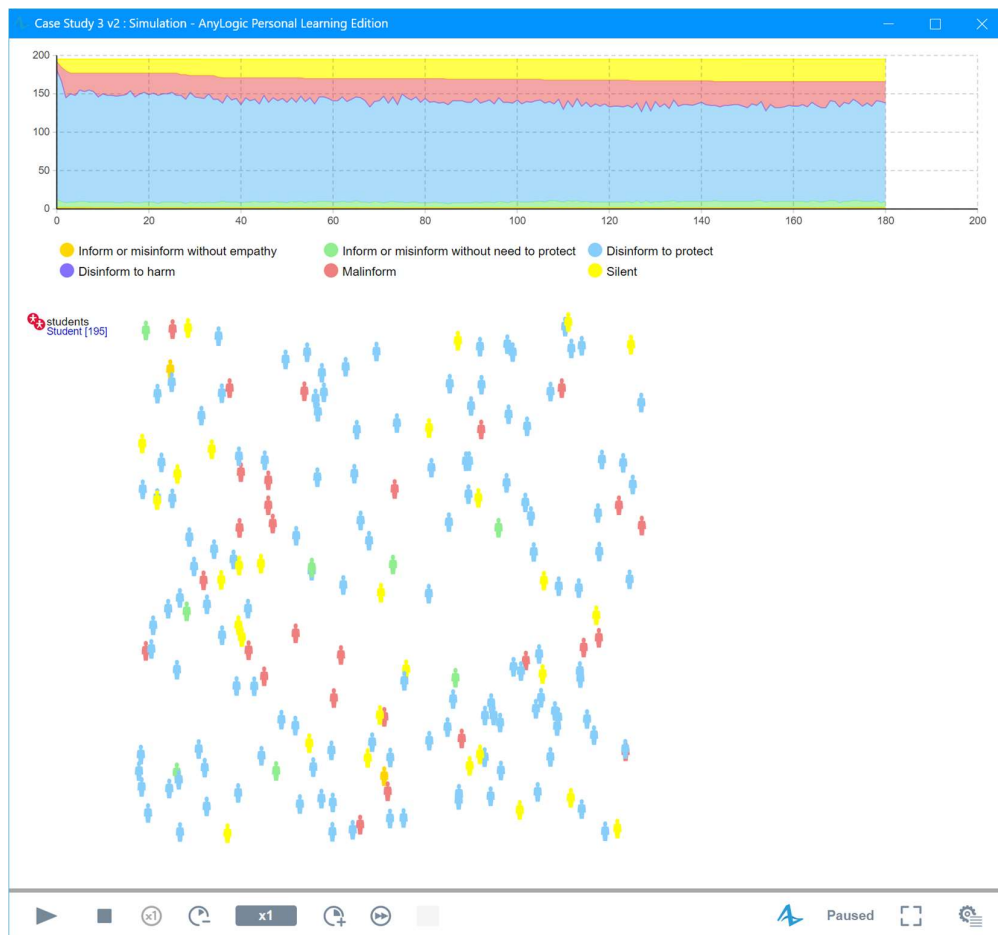 Case Study 3 v2 : Simulation - AnyLogic Personal Learning Edition
200
150
100
50
0
0 20 40 60 80 100 120 140 160 180 200
Inform or misinform without empathy Inform or misinform without need to protect Disinform to protect
Disinform to harm Malinform Silent
students
Student [195]
x1 x1 Paused